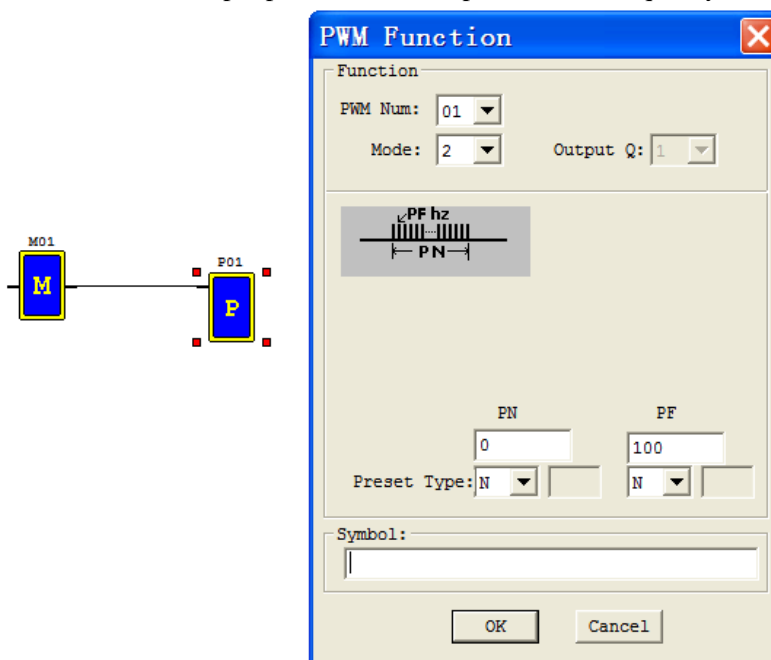 PWM Function
Function
PWM Num: 01
Mode: 2 Output Q: 1
PF hz
PN
M01
M
P01
P
PN PF
0 100
Preset Type: N N
Symbol:
OK Cancel